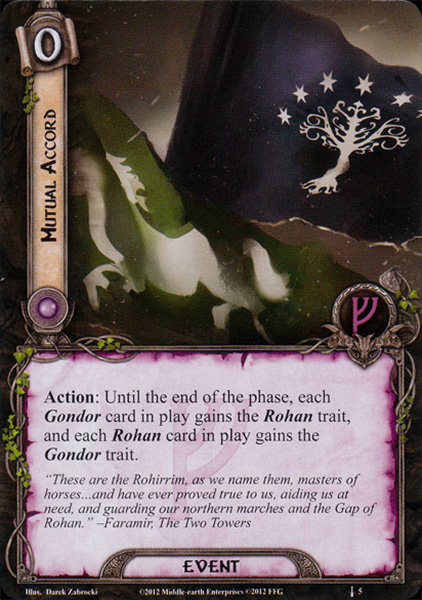 0
Mutual Accord
Action: Until the end of the phase, each
Gondor card in play gains the Rohan trait,
and each Rohan card in play gains the
Gondor trait.
“These are the Rohirrim, as we name them, masters of
horses...and have ever proved true to us, aiding us at
need, and guarding our northern marches and the Gap of
Rohan.” –Faramir, The Two Towers
EVENT
Illus. Darek Zabrocki ©2012 Middle-earth Enterprises ©2012 FFG 5